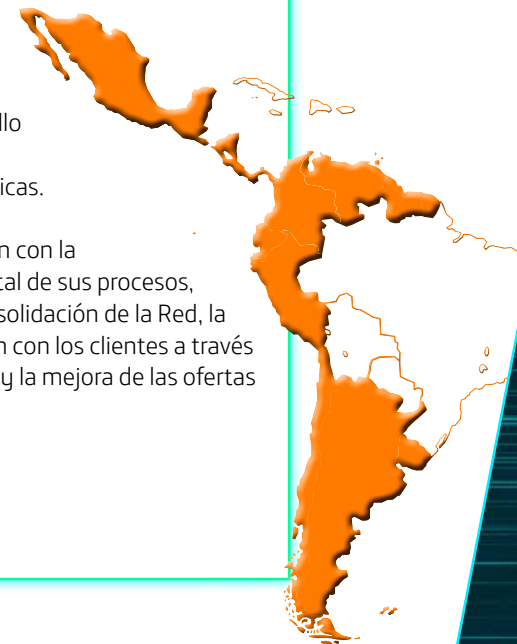 llo
icas.
n con la
tal de sus procesos,
solidación de la Red, la
n con los clientes a través
y la mejora de las ofertas